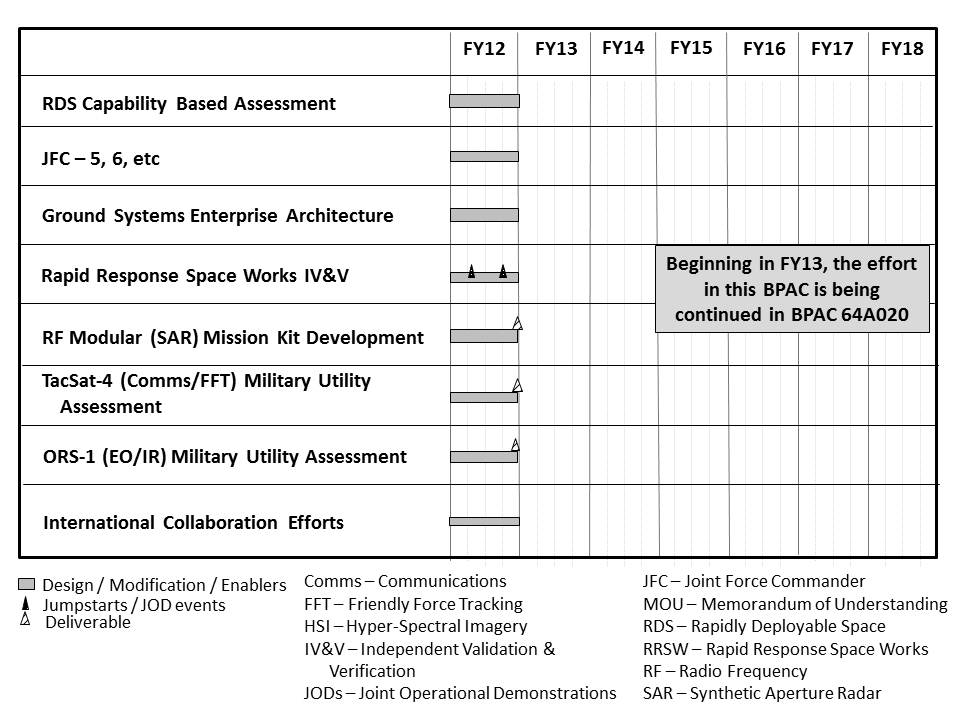 FY12 FY13 FY14 FY15 FY16 FY17 FY18
RDS Capability Based Assessment
JFC – 5, 6, etc
Ground Systems Enterprise Architecture
Rapid Response Space Works IV&V
Beginning in FY13, the effort
in this BPAC is being
continued in BPAC 64A020
RF Modular (SAR) Mission Kit Development
TacSat-4 (Comms/FFT) Military Utility
Assessment
ORS-1 (EO/IR) Military Utility Assessment
International Collaboration Efforts
Design / Modification / Enablers
Jumpstarts / JOD events
Deliverable
Comms – Communications
FFT – Friendly Force Tracking
HSI – Hyper-Spectral Imagery
IV&V – Independent Validation &
Verification
JODs – Joint Operational Demonstrations
JFC – Joint Force Commander
MOU – Memorandum of Understanding
RDS – Rapidly Deployable Space
RRSW – Rapid Response Space Works
RF – Radio Frequency
SAR – Synthetic Aperture Radar